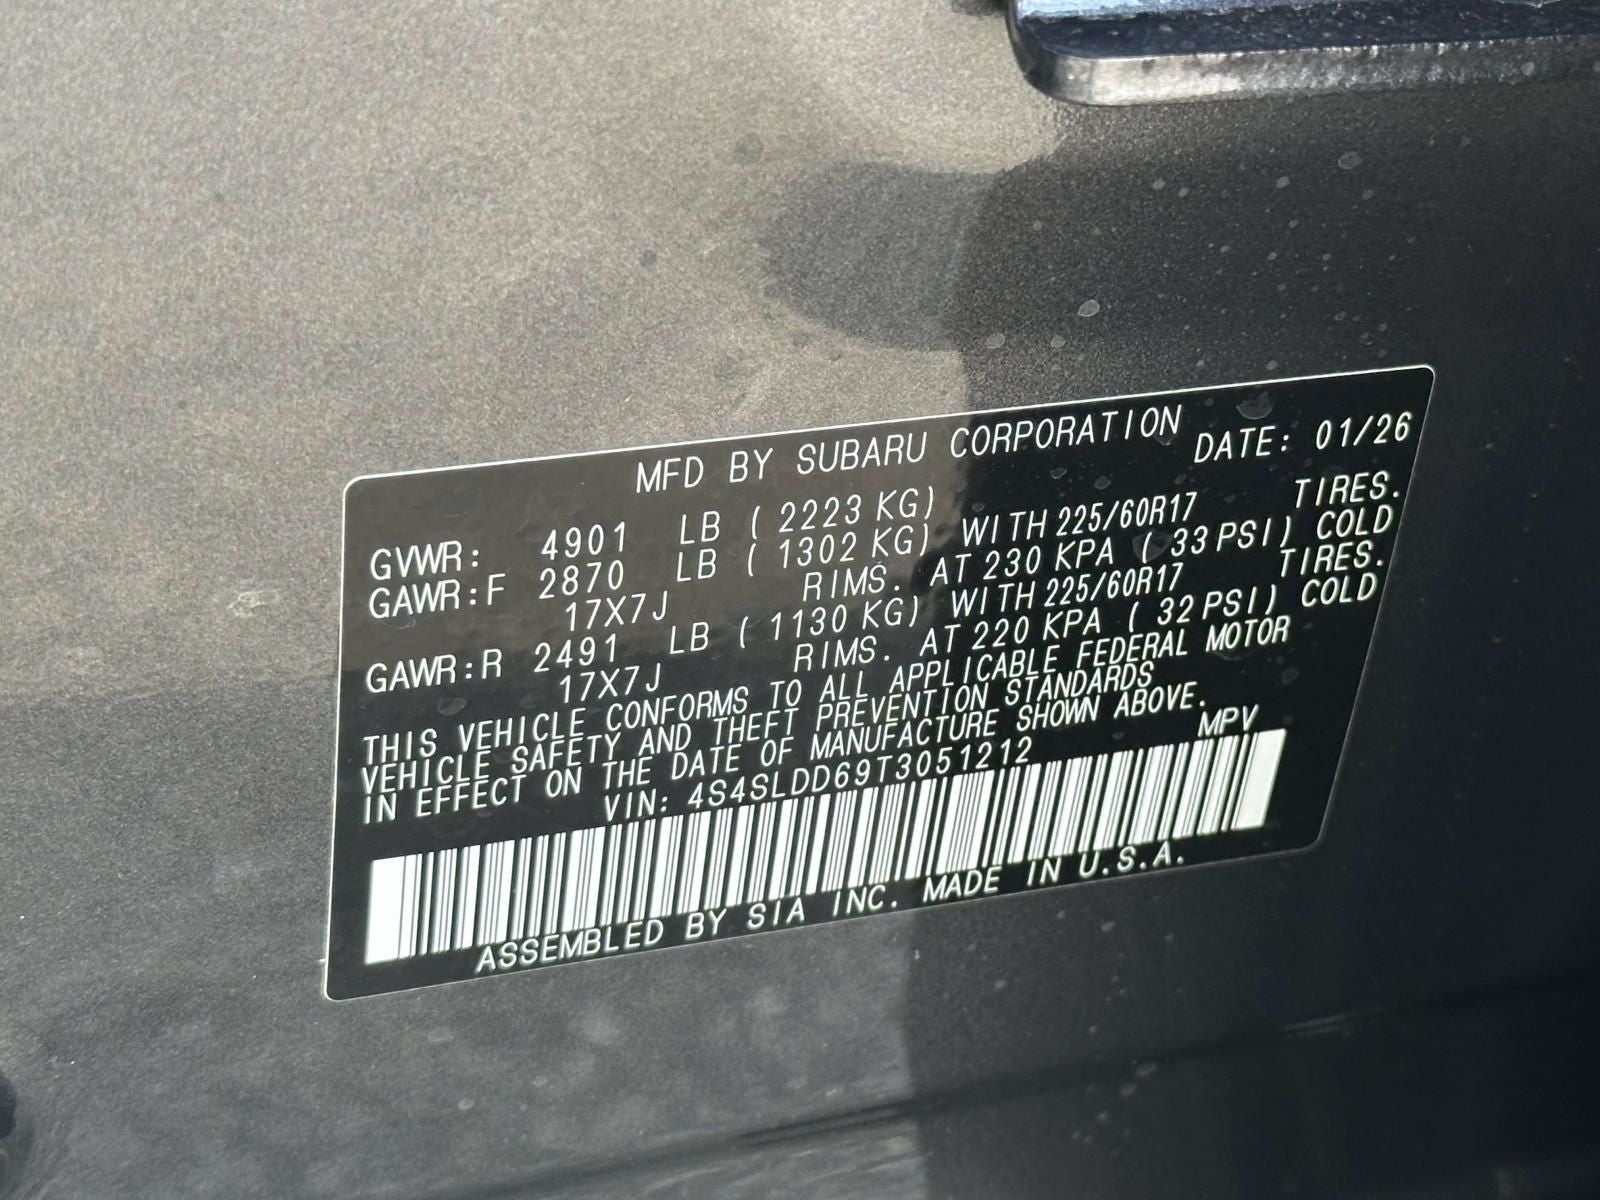 MFD BY SUBARU CORPORATION DATE: 01/26
GVWR: 4901 LB ( 2223 KG)
GAWR:F 2870 LB ( 1302 KG) WITH 225/60R17 TIRES.
17X7J RIMS. AT 230 KPA ( 33 PSI) COLD
GAWR:R 2491 LB ( 1130 KG) WITH 225/60R17 TIRES.
17X7J RIMS. AT 220 KPA ( 32 PSI) COLD
THIS VEHICLE CONFORMS TO ALL APPLICABLE FEDERAL MOTOR
VEHICLE SAFETY AND THEFT PREVENTION STANDARDS
IN EFFECT ON THE DATE OF MANUFACTURE SHOWN ABOVE.
VIN: 4S4SLDD69T3051212 MPV
ASSEMBLED BY SIA INC. MADE IN U.S.A.